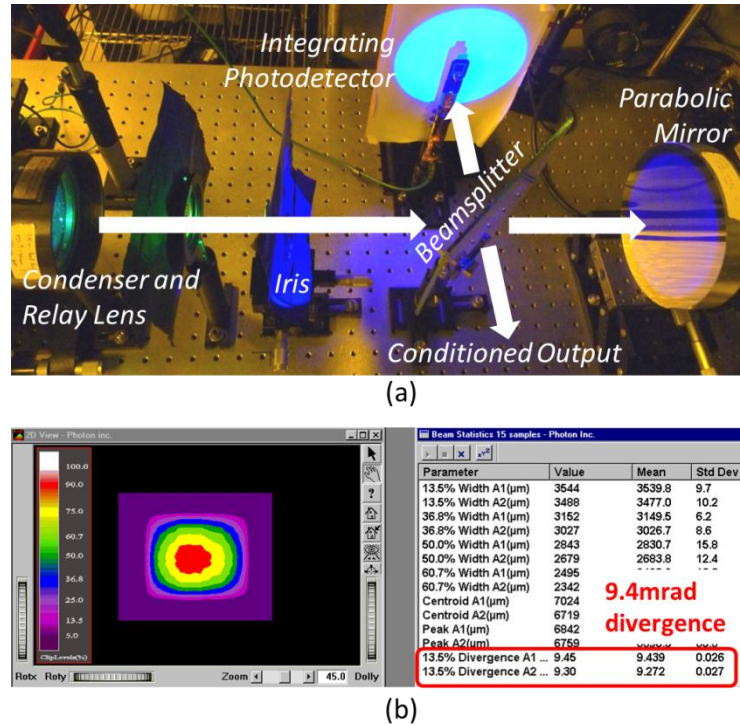 Integrating
Photodetector
Parabolic
Mirror
Beamsplitter
Condenser and
Relay Lens
Iris
Conditioned Output
(a)
2D View - Photon inc.
100.0
90.0
75.0
60.7
50.0
36.8
25.0
13.5
5.0
ClipLevels(%)
Rotx Roty
Zoom 45.0 Dolly
Beam Statistics 15 samples - Photon Inc.
Parameter Value Mean Std Dev
13.5% Width A1(µm) 3544 3539.8 9.7
13.5% Width A2(µm) 3488 3477.0 10.2
36.8% Width A1(µm) 3152 3149.5 6.2
36.8% Width A2(µm) 3027 3026.7 8.6
50.0% Width A1(µm) 2843 2830.7 15.8
50.0% Width A2(µm) 2679 2683.8 12.4
60.7% Width A1(µm) 2495
60.7% Width A2(µm) 2342
Centroid A1(µm) 7024
Centroid A2(µm) 6719
Peak A1(µm) 6842
Peak A2(µm) 6759
9.4mrad
divergence
13.5% Divergence A1 ... 9.45 9.439 0.026
13.5% Divergence A2 ... 9.30 9.272 0.027
(b)